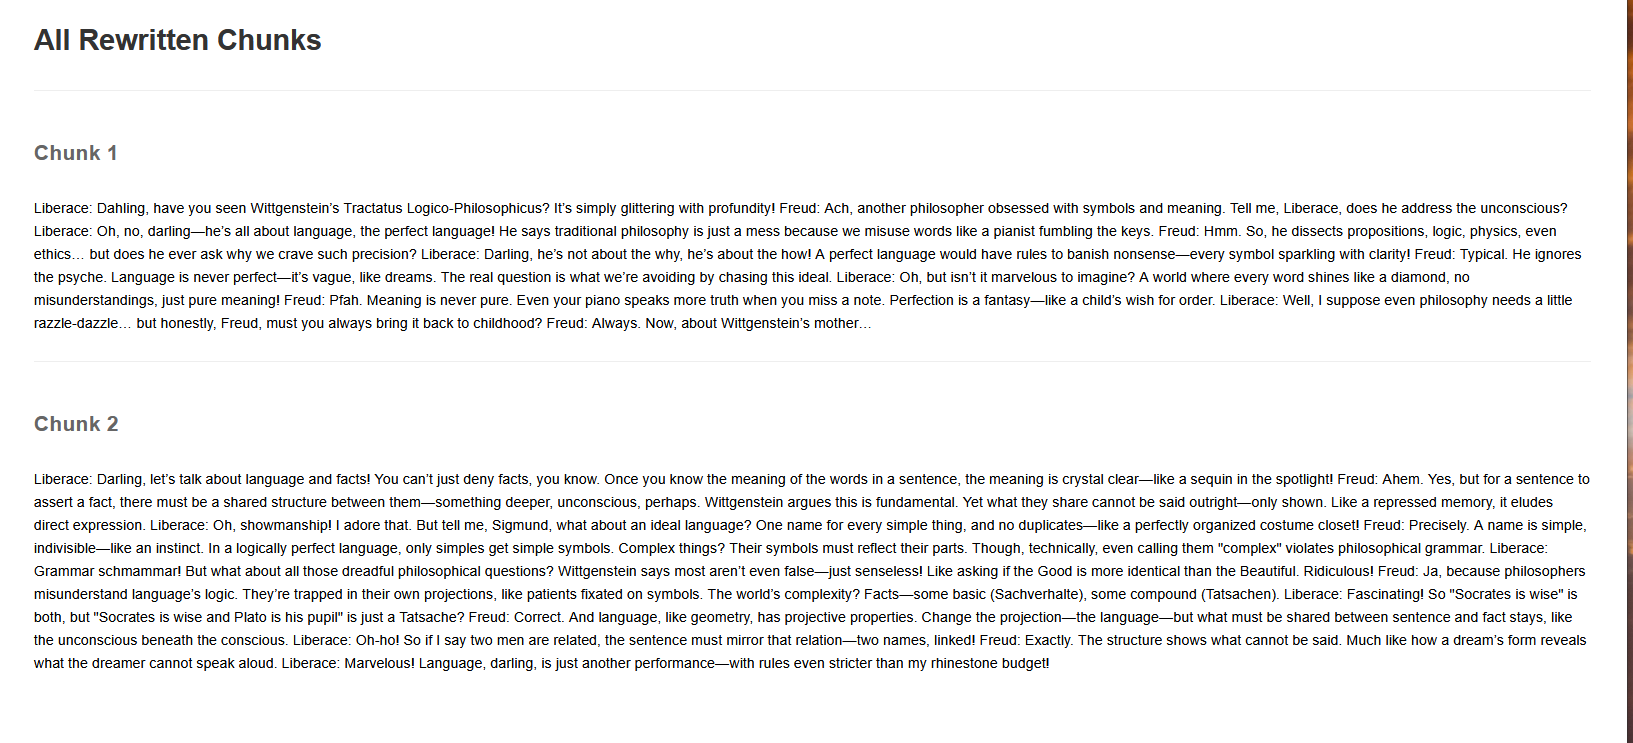 All Rewritten Chunks
Chunk 1
Liberace: Dahling, have you seen Wittgenstein’s Tractatus Logico-Philosophicus? It’s simply glittering with profundity! Freud: Ach, another philosopher obsessed with symbols and meaning. Tell me, Liberace, does he address the unconscious?
Liberace: Oh, no, darling—he’s all about language, the perfect language! He says traditional philosophy is just a mess because we misuse words like a pianist fumbling the keys. Freud: Hmm. So, he dissects propositions, logic, physics, even
ethics… but does he ever ask why we crave such precision? Liberace: Darling, he’s not about the why, he’s about the how! A perfect language would have rules to banish nonsense—every symbol sparkling with clarity! Freud: Typical. He ignores
the psyche. Language is never perfect—it’s vague, like dreams. The real question is what we’re avoiding by chasing this ideal. Liberace: Oh, but isn’t it marvelous to imagine? A world where every word shines like a diamond, no
misunderstandings, just pure meaning! Freud: Pfah. Meaning is never pure. Even your piano speaks more truth when you miss a note. Perfection is a fantasy—like a child’s wish for order. Liberace: Well, I suppose even philosophy needs a little
razzle-dazzle… but honestly, Freud, must you always bring it back to childhood? Freud: Always. Now, about Wittgenstein’s mother…
Chunk 2
Liberace: Darling, let’s talk about language and facts! You can’t just deny facts, you know. Once you know the meaning of the words in a sentence, the meaning is crystal clear—like a sequin in the spotlight! Freud: Ahem. Yes, but for a sentence to
assert a fact, there must be a shared structure between them—something deeper, unconscious, perhaps. Wittgenstein argues this is fundamental. Yet what they share cannot be said outright—only shown. Like a repressed memory, it eludes
direct expression. Liberace: Oh, showmanship! I adore that. But tell me, Sigmund, what about an ideal language? One name for every simple thing, and no duplicates—like a perfectly organized costume closet! Freud: Precisely. A name is simple,
indivisible—like an instinct. In a logically perfect language, only simples get simple symbols. Complex things? Their symbols must reflect their parts. Though, technically, even calling them "complex" violates philosophical grammar. Liberace:
Grammar schmammar! But what about all those dreadful philosophical questions? Wittgenstein says most aren’t even false—just senseless! Like asking if the Good is more identical than the Beautiful. Ridiculous! Freud: Ja, because philosophers
misunderstand language’s logic. They’re trapped in their own projections, like patients fixated on symbols. The world’s complexity? Facts—some basic (Sachverhalte), some compound (Tatsachen). Liberace: Fascinating! So "Socrates is wise" is
both, but "Socrates is wise and Plato is his pupil" is just a Tatsache? Freud: Correct. And language, like geometry, has projective properties. Change the projection—the language—but what must be shared between sentence and fact stays, like
the unconscious beneath the conscious. Liberace: Oh-ho! So if I say two men are related, the sentence must mirror that relation—two names, linked! Freud: Exactly. The structure shows what cannot be said. Much like how a dream’s form reveals
what the dreamer cannot speak aloud. Liberace: Marvelous! Language, darling, is just another performance—with rules even stricter than my rhinestone budget!